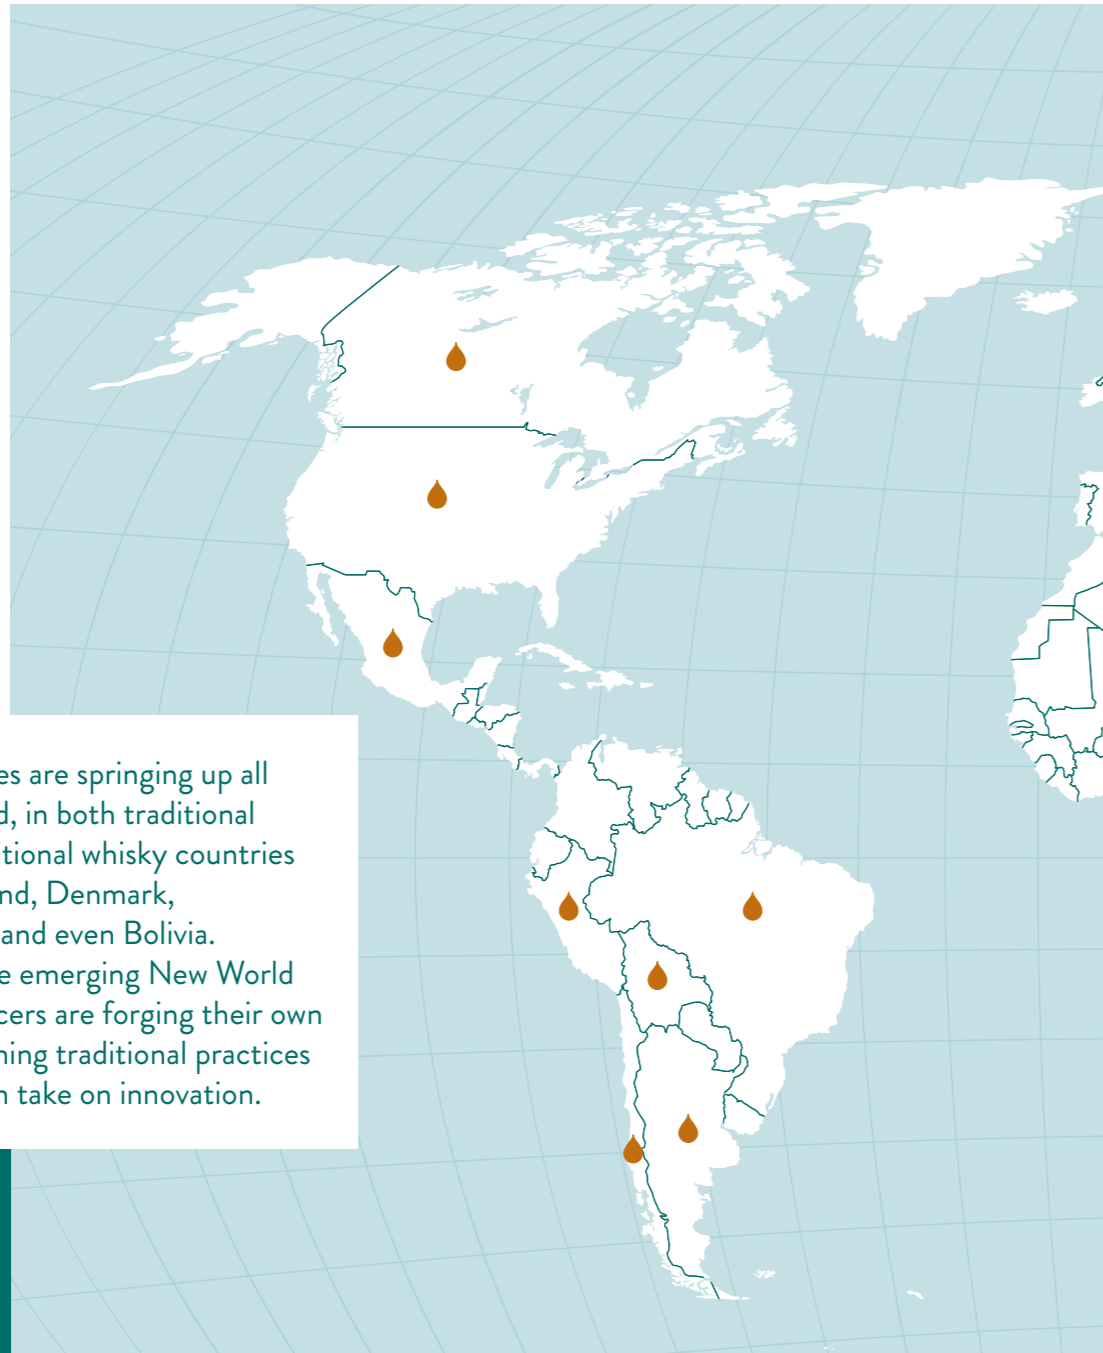 es are springing up all
d, in both traditional
tional whisky countries
nd, Denmark,
and even Bolivia.
e emerging New World
cers are forging their own
ning traditional practices
n take on innovation.